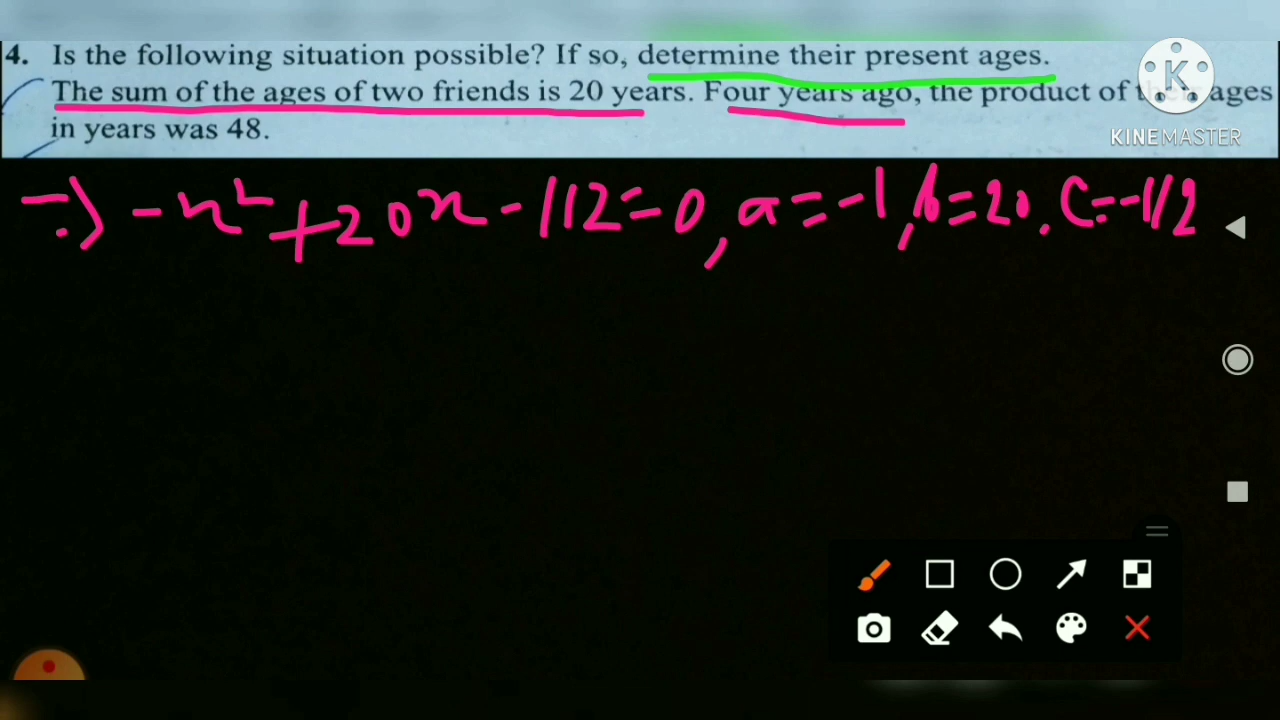 4. Is the following situation possible? If so, determine their present ages.
The sum of the ages of two friends is 20 years. Four years ago, the product of their ages
in years was 48.
KINEMASTER
K
⇒ -x²+20x-112=0, a=-1, b=20. C=-112